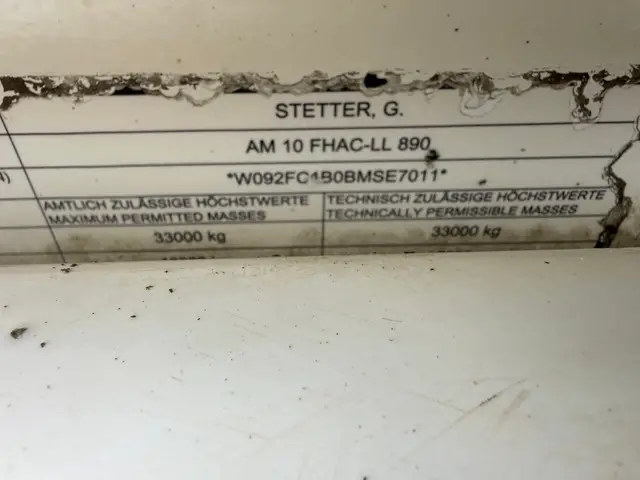 STETTER, G.
AM 10 FHAC-LL 890
*W092FC4B0BMSE7011*
AMTLICH ZULÄSSIGE HÖCHSTWERTE
MAXIMUM PERMITTED MASSES
TECHNISCH ZULÄSSIGE HÖCHSTWERTE
TECHNICALLY PERMISSIBLE MASSES
33000 kg
33000 kg